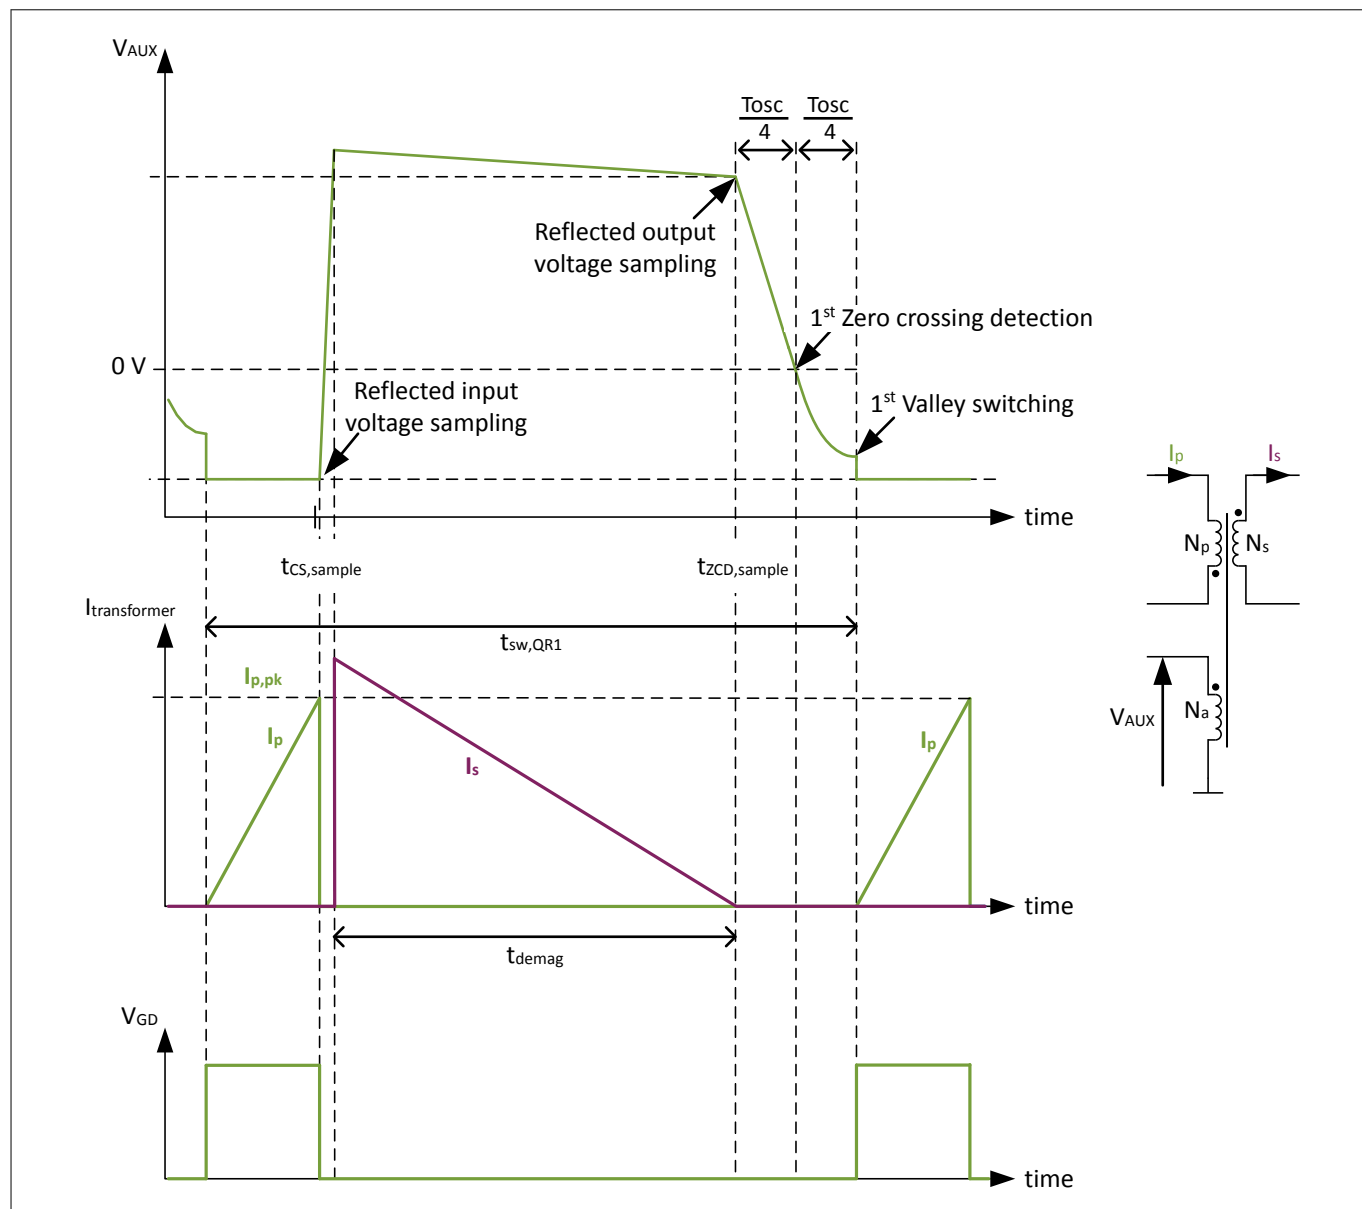 VAUX
Tosc
4
Tosc
4
Reflected output
voltage sampling
1st Zero crossing detection
0 V
Reflected input
voltage sampling
1st Valley switching
time
tCS,sample
tZCD,sample
Itransformer
tsw,QR1
Ip,pk
Ip
Is
Ip
time
tdemag
VGD
time
Ip
Is
Np
Ns
VAUX
Na